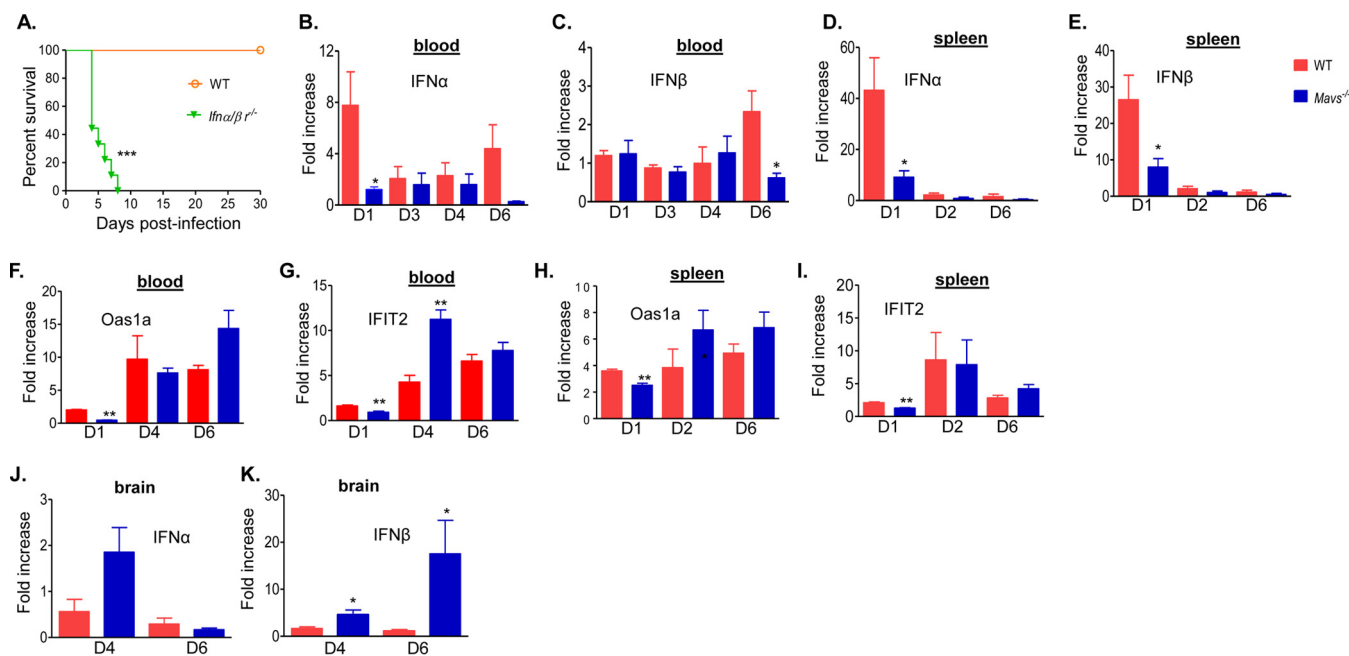 A.
Percent survival
100
80
60
40
20
0
0 5 10 15 20 25 30
Days post-infection
WT
Ifnα/β r-/-
***
B.
blood
IFNα
Fold increase
12
8
4
0
*
D1 D3 D4 D6
C.
blood
IFNβ
Fold increase
4
3
2
1
0
*
D1 D3 D4 D6
D.
spleen
IFNα
Fold increase
60
40
20
0
*
D1 D2 D6
E.
spleen
IFNβ
Fold increase
40
30
20
10
0
*
D1 D2 D6
WT
Mavs-/-
F.
blood
Oas1a
Fold increase
20
15
10
5
0
**
D1 D4 D6
G.
blood
IFIT2
Fold increase
15
10
5
0
**
**
D1 D4 D6
H.
spleen
Oas1a
Fold increase
10
8
6
4
2
0
**
*
D1 D2 D6
I.
spleen
IFIT2
Fold increase
20
15
10
5
0
**
D1 D2 D6
J.
brain
IFNα
Fold increase
3
2
1
0
D4 D6
K.
brain
IFNβ
Fold increase
30
20
10
0
*
*
D4 D6